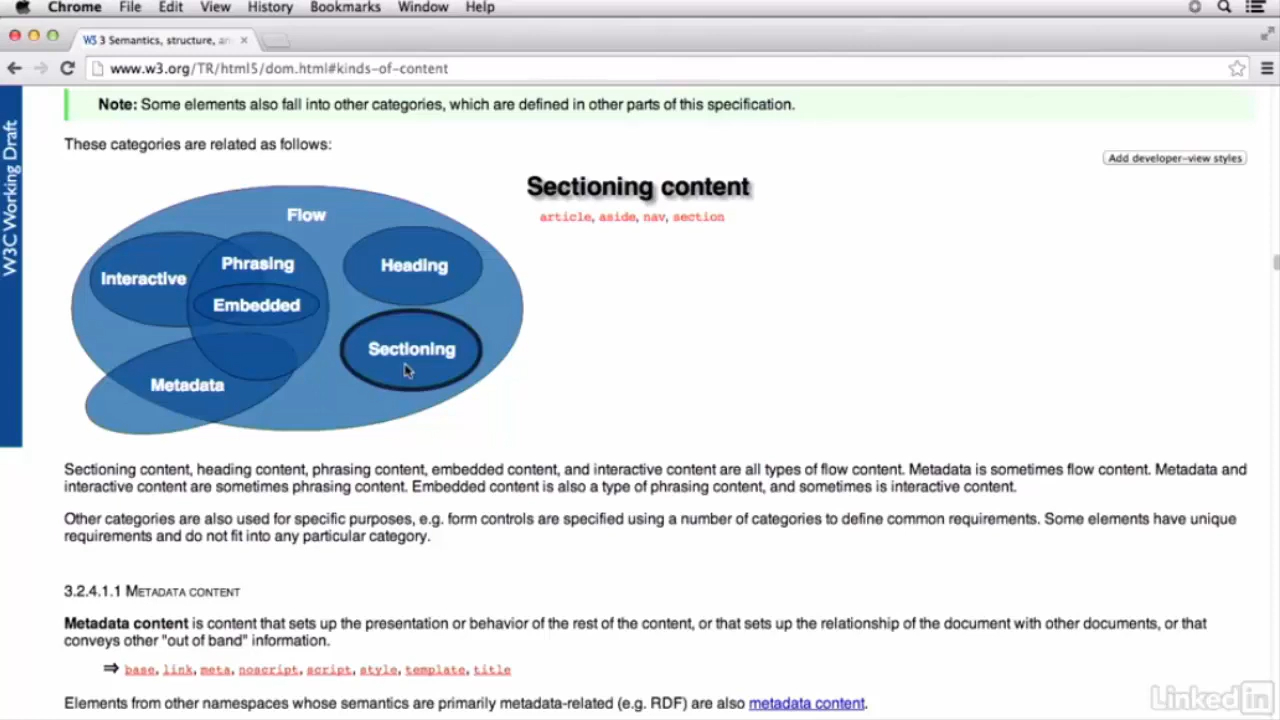 Chrome File Edit View History Bookmarks Window Help
W3 3 Semantics, structure, an
www.w3.org/TR/html5/dom.html#kinds-of-content
W3C Working Draft
Note: Some elements also fall into other categories, which are defined in other parts of this specification.
These categories are related as follows:
Add developer-view styles
Sectioning content
article, aside, nav, section
Flow
Interactive
Phrasing
Embedded
Metadata
Heading
Sectioning
Sectioning content, heading content, phrasing content, embedded content, and interactive content are all types of flow content. Metadata is sometimes flow content. Metadata and
interactive content are sometimes phrasing content. Embedded content is also a type of phrasing content, and sometimes is interactive content.
Other categories are also used for specific purposes, e.g. form controls are specified using a number of categories to define common requirements. Some elements have unique
requirements and do not fit into any particular category.
3.2.4.1.1 METADATA CONTENT
Metadata content is content that sets up the presentation or behavior of the rest of the content, or that sets up the relationship of the document with other documents, or that
conveys other "out of band" information.
⇒ base, link, meta, noscript, script, style, template, title
Elements from other namespaces whose semantics are primarily metadata-related (e.g. RDF) are also metadata content.
Linked in